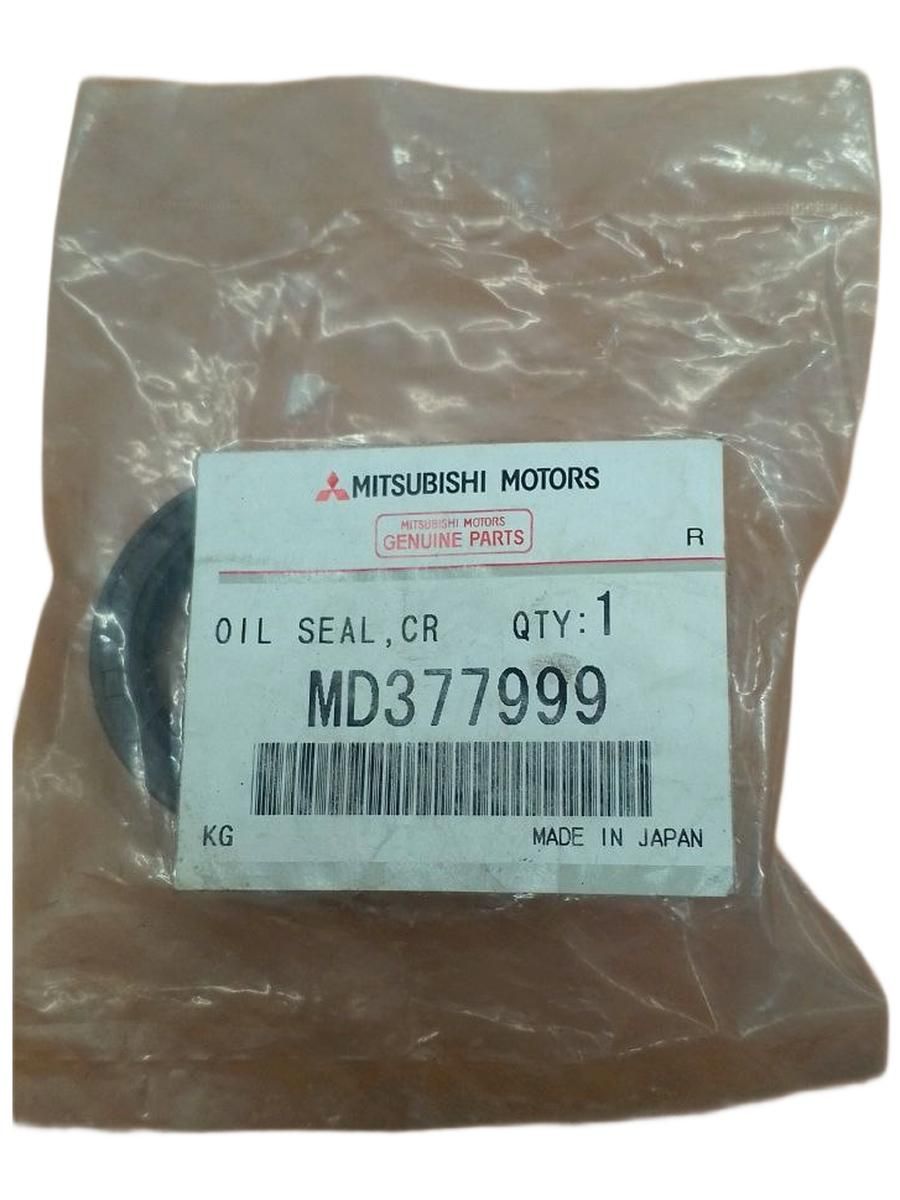 MITSUBISHI MOTORS
MITSUBISHI MOTORS
GENUINE PARTS
R
OIL SEAL,CR QTY:1
MD377999
KG MADE IN JAPAN